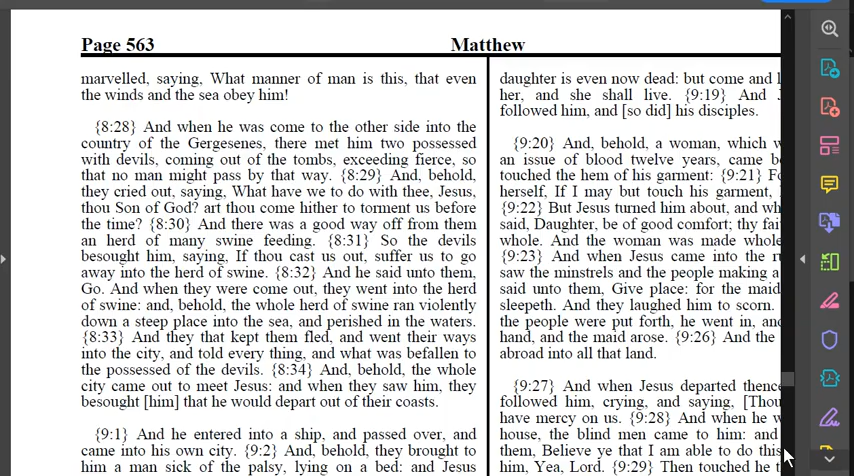 Page 563
Matthew
marvelled, saying, What manner of man is this, that even
the winds and the sea obey him!
{8:28} And when he was come to the other side into the
country of the Gergesenes, there met him two possessed
with devils, coming out of the tombs, exceeding fierce, so
that no man might pass by that way. {8:29} And, behold,
they cried out, saying, What have we to do with thee, Jesus,
thou Son of God? art thou come hither to torment us before
the time? {8:30} And there was a good way off from them
an herd of many swine feeding. {8:31} So the devils
besought him, saying, If thou cast us out, suffer us to go
away into the herd of swine. {8:32} And he said unto them,
Go. And when they were come out, they went into the herd
of swine: and, behold, the whole herd of swine ran violently
down a steep place into the sea, and perished in the waters.
{8:33} And they that kept them fled, and went their ways
into the city, and told every thing, and what was befallen to
the possessed of the devils. {8:34} And, behold, the whole
city came out to meet Jesus: and when they saw him, they
besought [him] that he would depart out of their coasts.
{9:1} And he entered into a ship, and passed over, and
came into his own city. {9:2} And, behold, they brought to
him a man sick of the palsy, lying on a bed: and Jesus
daughter is even now dead: but come and
her, and she shall live. {9:19} And
followed him, and [so did] his disciples.
{9:20} And, behold, a woman, which
an issue of blood twelve years, came
touched the hem of his garment: {9:21}
herself, If I may but touch his garment,
{9:22} But Jesus turned him about, and
said, Daughter, be of good comfort; thy
whole. And the woman was made whole
{9:23} And when Jesus came into the
saw the minstrels and the people making a
said unto them, Give place: for the maid
sleepeth. And they laughed him to scorn.
the people were put forth, he went in, and
hand, and the maid arose. {9:26} And the
abroad into all that land.
{9:27} And when Jesus departed thence
followed him, crying, and saying, [Thou
have mercy on us. {9:28} And when he
house, the blind men came to him: and
them, Believe ye that I am able to do this
him, Yea, Lord. {9:29} Then touched he